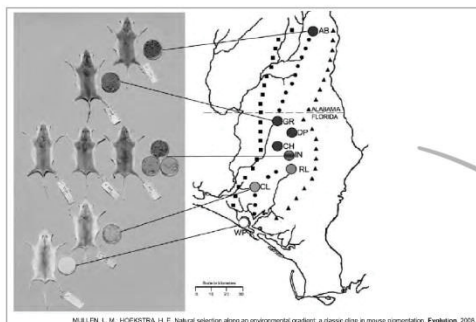 AB
ALABAMA
FLORIDA
GR
OP
CH
IN
RL
CL
WP
MULLEN, L. M.; HOEKSTRA, H. E. Natural selection along an environmental gradient: a classic cline in mouse pigmentation. Evolution, 2008